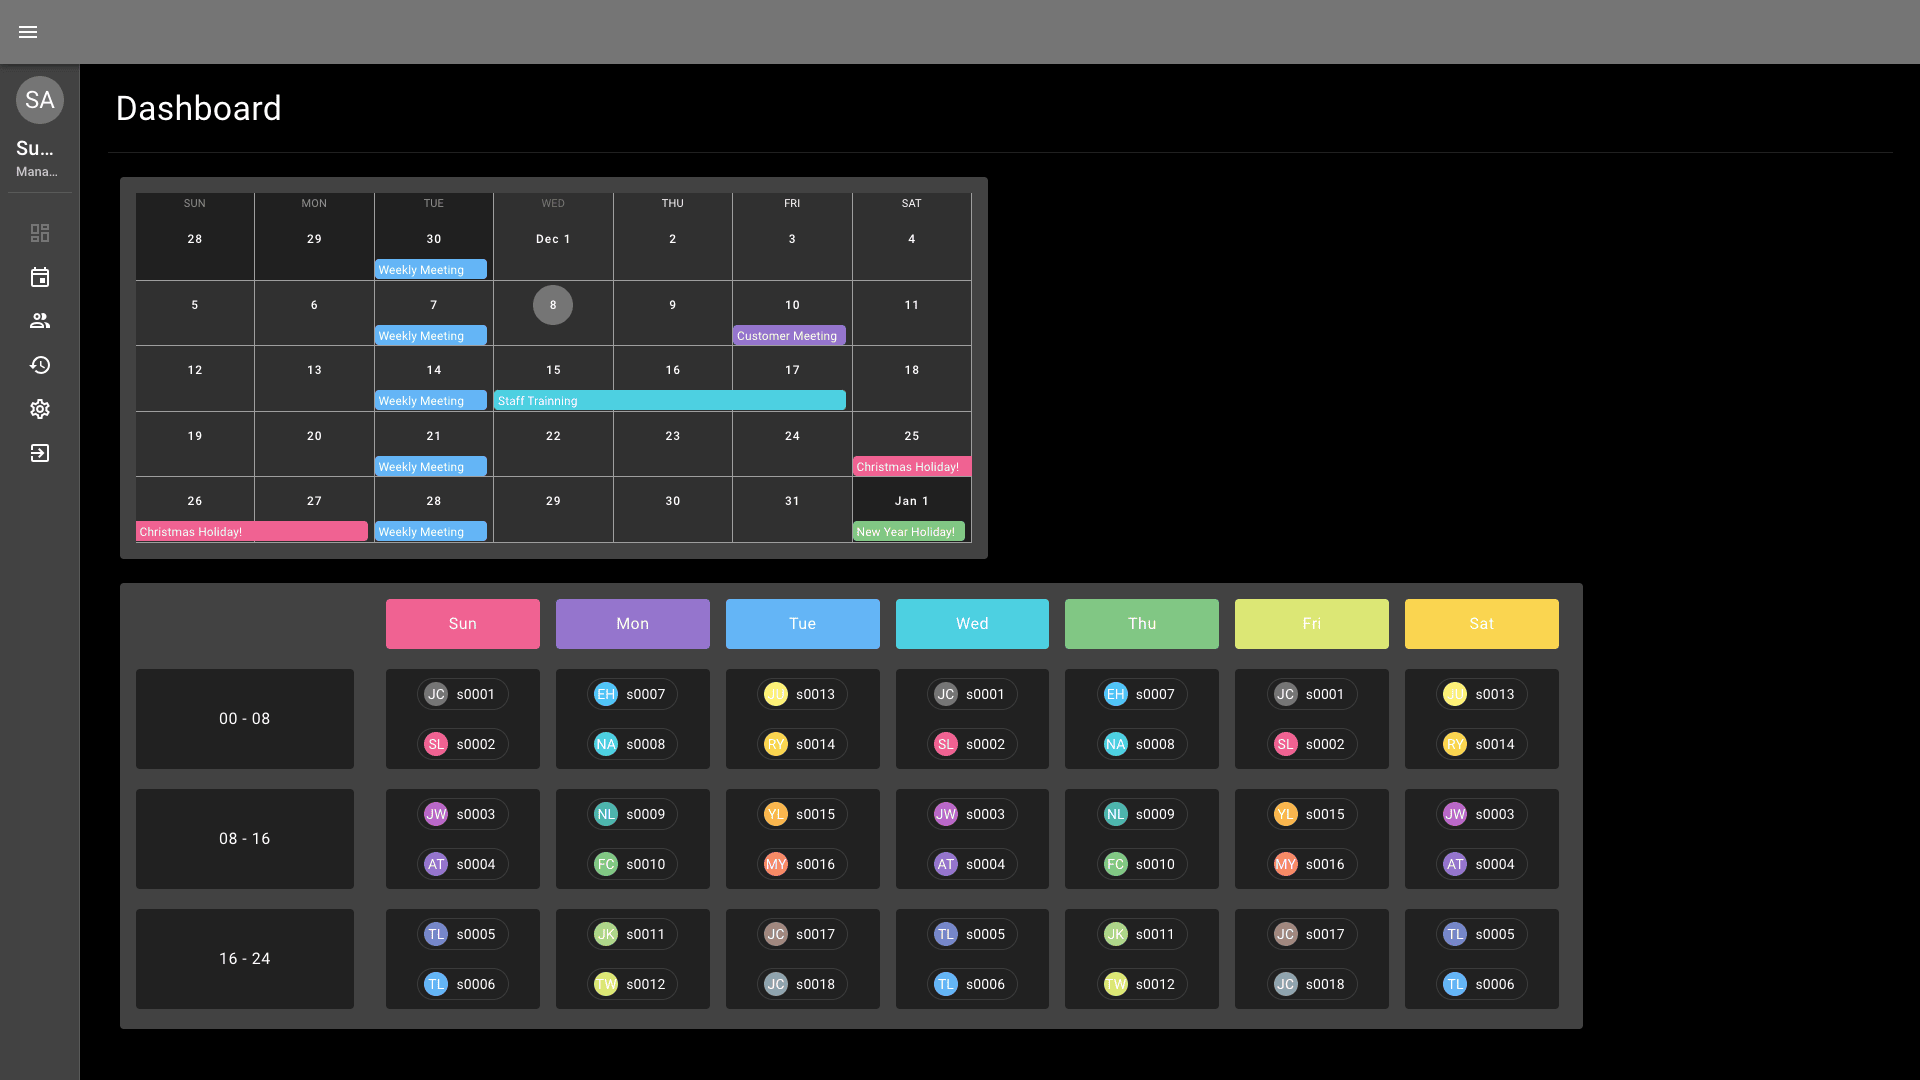 SA
Su...
Mana...
Dashboard
SUN MON TUE WED THU FRI SAT
28 29 30 Dec 1 2 3 4
Weekly Meeting
5 6 7 8 9 10 11
Weekly Meeting Customer Meeting
12 13 14 15 16 17 18
Weekly Meeting Staff Trainning
19 20 21 22 23 24 25
Weekly Meeting Christmas Holiday!
26 27 28 29 30 31 Jan 1
Christmas Holiday! Weekly Meeting New Year Holiday!
Sun Mon Tue Wed Thu Fri Sat
00 - 08
JC s0001 EH s0007 JU s0013 JC s0001 EH s0007 JC s0001 JU s0013
SL s0002 NA s0008 RY s0014 SL s0002 NA s0008 SL s0002 RY s0014
08 - 16
JW s0003 NL s0009 YL s0015 JW s0003 NL s0009 YL s0015 JW s0003
AT s0004 FC s0010 MY s0016 AT s0004 FC s0010 MY s0016 AT s0004
16 - 24
TL s0005 JK s0011 JC s0017 TL s0005 JK s0011 JC s0017 TL s0005
TL s0006 TW s0012 JC s0018 TL s0006 TW s0012 JC s0018 TL s0006